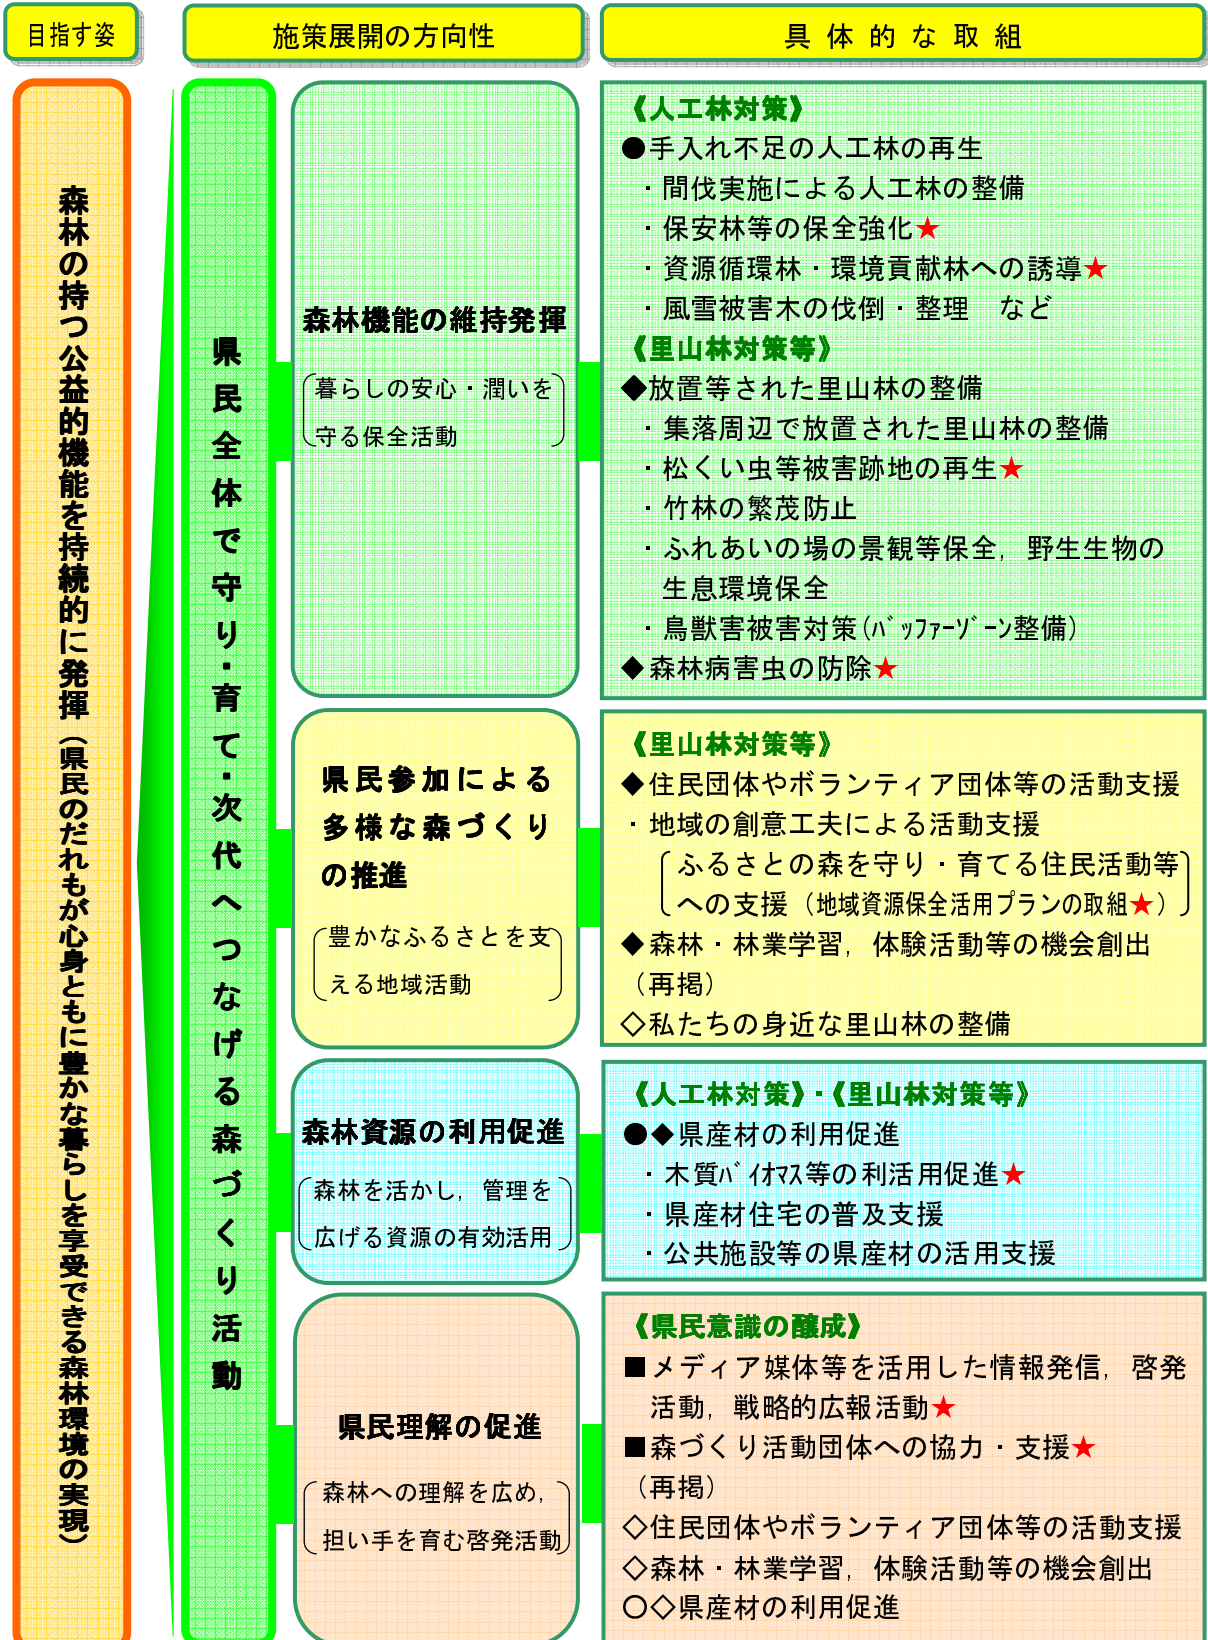 目指す姿
施策展開の方向性
具体的な取組
森林の持つ公益的機能を持続的に発揮（県民のだれもが心身ともに豊かな暮らしを享受できる森林環境の実現）
県民全体で守り・育て・次代へつなげる森づくり活動
森林機能の維持発揮
暮らしの安心・潤いを
守る保全活動
《人工林対策》
●手入れ不足の人工林の再生
・間伐実施による人工林の整備
・保安林等の保全強化★
・資源循環林・環境貢献林への誘導★
・風雪被害木の伐倒・整理　など
《里山林対策等》
◆放置等された里山林の整備
・集落周辺で放置された里山林の整備
・松くい虫等被害跡地の再生★
・竹林の繁茂防止
・ふれあいの場の景観等保全，野生生物の
生息環境保全
・鳥獣害被害対策(ﾊﾞｯﾌｧｰｿﾞｰﾝ整備)
◆森林病害虫の防除★
県民参加による
多様な森づくり
の推進
豊かなふるさとを支
える地域活動
《里山林対策等》
◆住民団体やボランティア団体等の活動支援
・地域の創意工夫による活動支援
ふるさとの森を守り・育てる住民活動等
への支援（地域資源保全活用プランの取組★）
◆森林・林業学習，体験活動等の機会創出
（再掲）
◇私たちの身近な里山林の整備
森林資源の利用促進
森林を活かし，管理を
広げる資源の有効活用
《人工林対策》・《里山林対策等》
●◆県産材の利用促進
・木質ﾊﾞｲｵﾏｽ等の利活用促進★
・県産材住宅の普及支援
・公共施設等の県産材の活用支援
県民理解の促進
森林への理解を広め，
担い手を育む啓発活動
《県民意識の醸成》
■メディア媒体等を活用した情報発信，啓発
活動，戦略的広報活動★
■森づくり活動団体への協力・支援★
（再掲）
◇住民団体やボランティア団体等の活動支援
◇森林・林業学習，体験活動等の機会創出
○◇県産材の利用促進